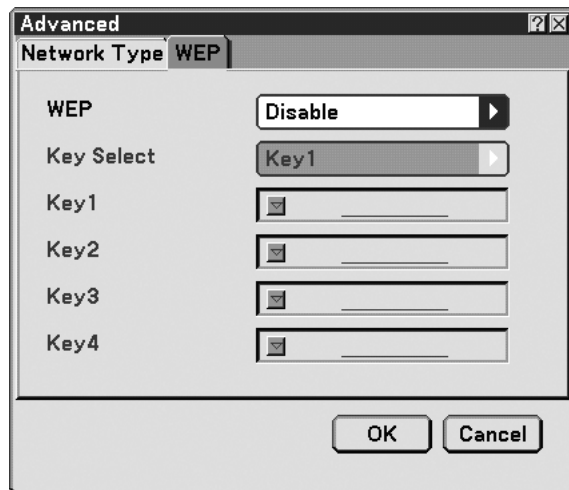 Advanced ?
Network Type WEP
WEP Disable
Key Select Key1
Key1
Key2
Key3
Key4
OK Cancel